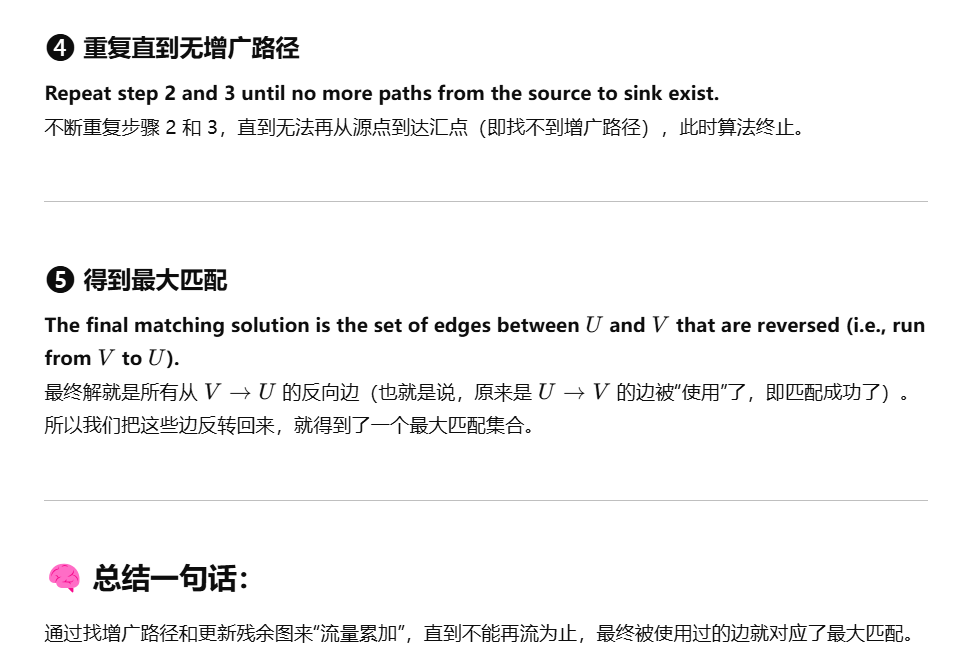 ❹ 重复直到无增广路径
Repeat step 2 and 3 until no more paths from the source to sink exist.
不断重复步骤 2 和 3，直到无法再从源点到达汇点（即找不到增广路径），此时算法终止。
❺ 得到最大匹配
The final matching solution is the set of edges between U and V that are reversed (i.e., run
from V to U).
最终解就是所有从 V → U 的反向边（也就是说，原来是 U → V 的边被“使用”了，即匹配成功了）。
所以我们把这些边反转回来，就得到了一个最大匹配集合。
🧠 总结一句话：
通过找增广路径和更新残余图来“流量累加”，直到不能再流为止，最终被使用过的边就对应了最大匹配。